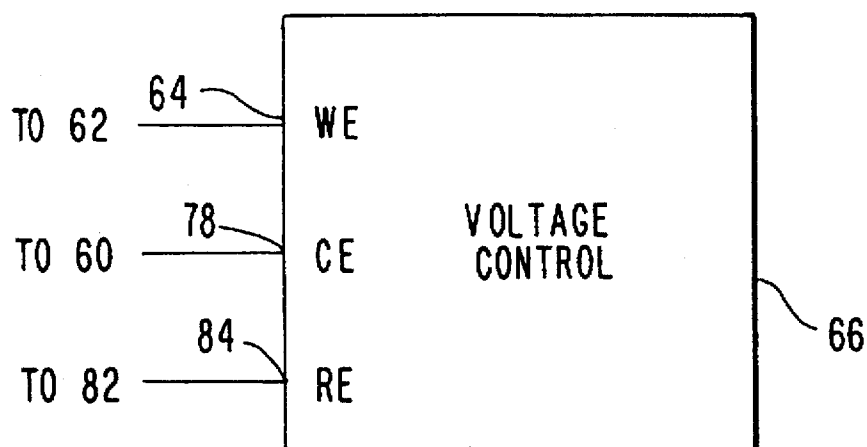 64
TO 62 WE
78
TO 60 CE
VOLTAGE
CONTROL
66
84
TO 82 RE